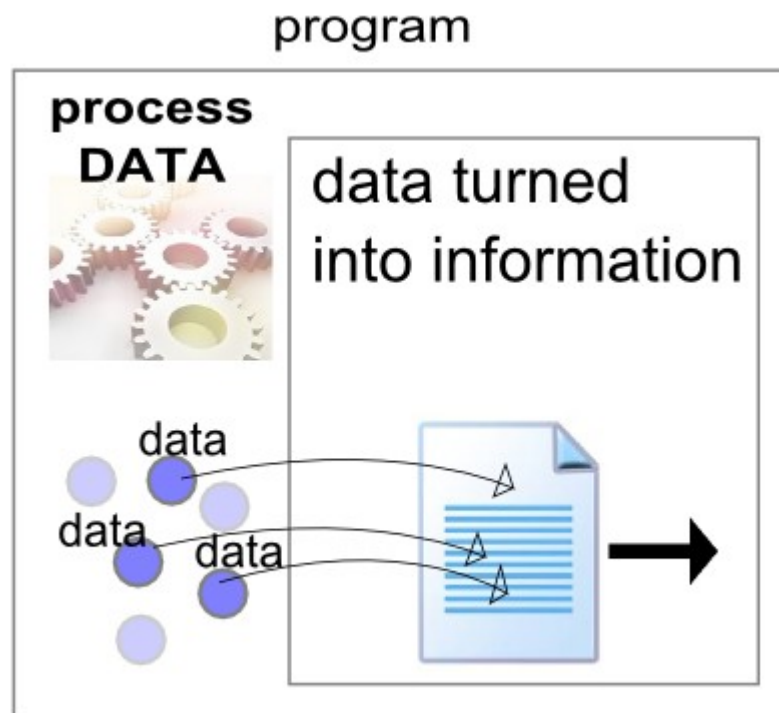 program
process
DATA
data turned
into information
data
data
data